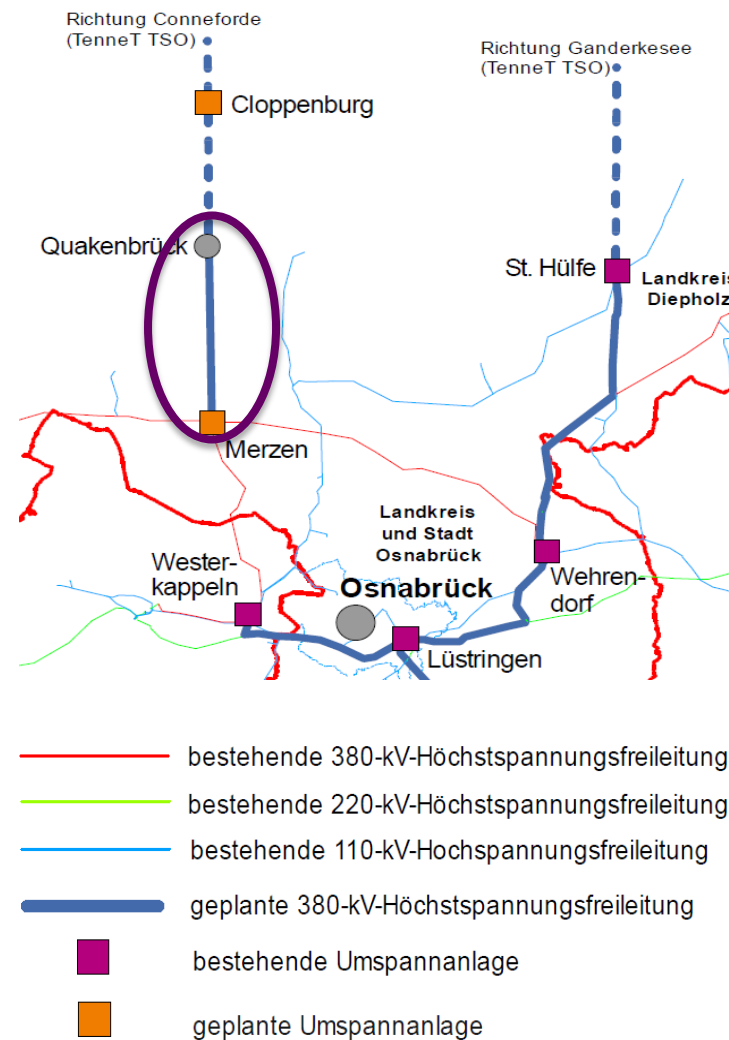 Richtung Conneforde
(TenneT TSO)
Richtung Ganderkesee
(TenneT TSO)
Cloppenburg
Quakenbrück
St. Hülfe
Landkreis
Diepholz
Merzen
Landkreis
und Stadt
Osnabrück
Wester-
kappeln
Osnabrück
Wehren-
dorf
Lüstringen
bestehende 380-kV-Höchstspannungsfreileitung
bestehende 220-kV-Höchstspannungsfreileitung
bestehende 110-kV-Hochspannungsfreileitung
geplante 380-kV-Höchstspannungsfreileitung
bestehende Umspannanlage
geplante Umspannanlage